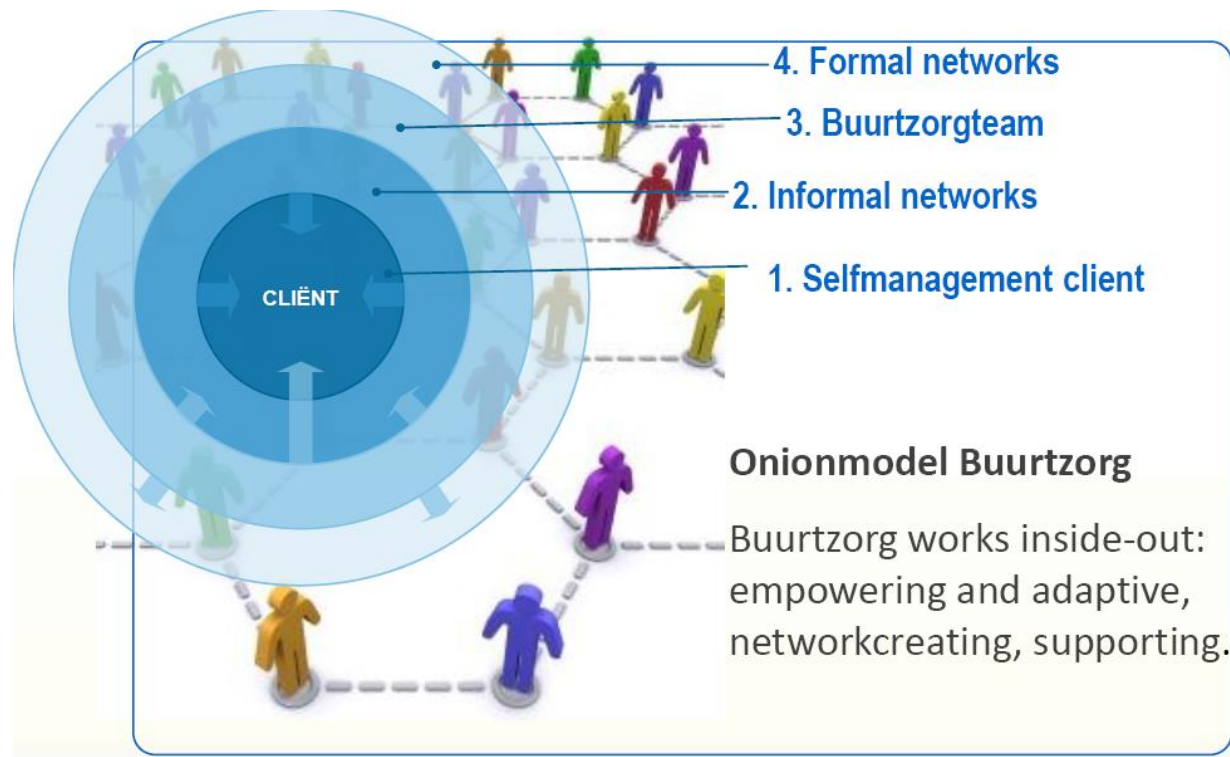 4. Formal networks
3. Buurtzorgteam
2. Informal networks
CLIËNT
1. Selfmanagement client
Onionmodel Buurtzorg
Buurtzorg works inside-out:
empowering and adaptive,
networkcreating, supporting.